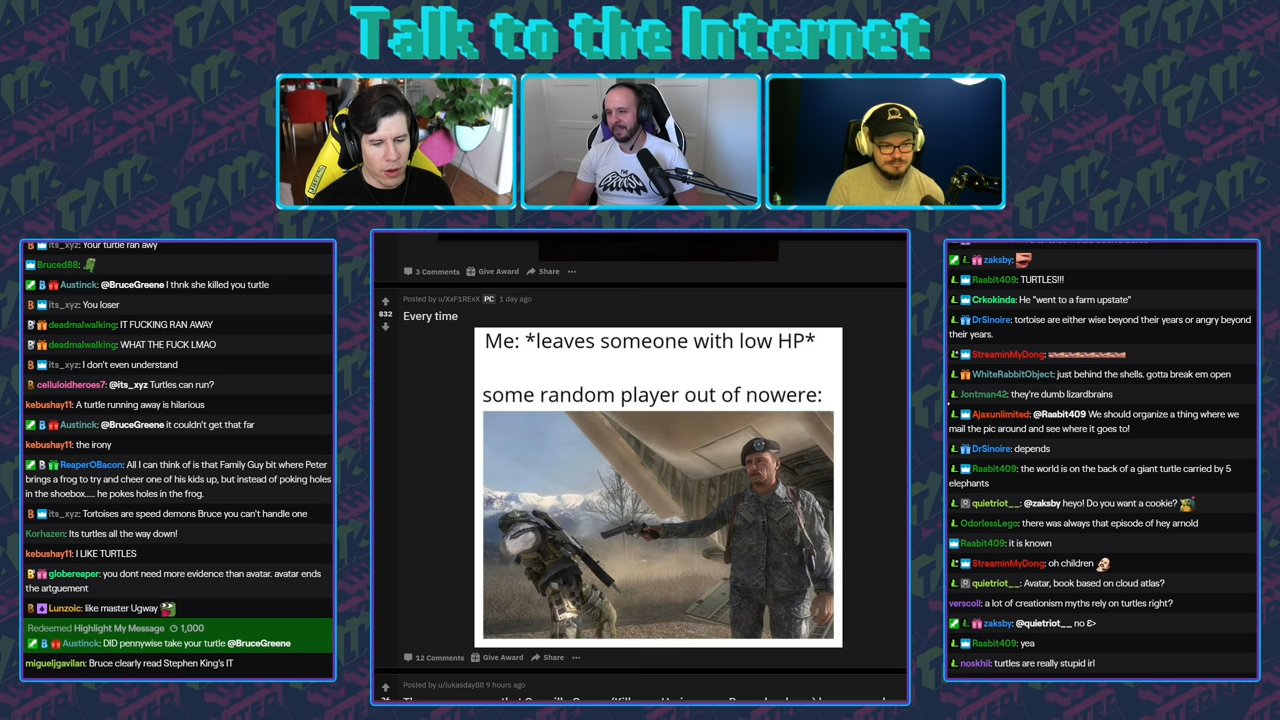 Talk to the Internet
its_xyz: Your turtle ran awy
Bruced88:
Austinck: @BruceGreene I thnk she killed you turtle
its_xyz: You loser
deadmalwalking: IT FUCKING RAN AWAY
deadmalwalking: WHAT THE FUCK LMAO
its_xyz: I don't even understand
celluloidheroes7: @its_xyz Turtles can run?
kebushay11: A turtle running away is hilarious
Austinck: @BruceGreene it couldn't get that far
kebushay11: the irony
ReaperOBacon: All I can think of is that Family Guy bit where Peter
brings a frog to try and cheer one of his kids up, but instead of poking holes
in the shoebox..... he pokes holes in the frog.
its_xyz: Tortoises are speed demons Bruce you can't handle one
Korhazen: Its turtles all the way down!
kebushay11: I LIKE TURTLES
globereaper: you dont need more evidence than avatar. avatar ends
the artguement
Lunzoic: like master Ugway
Redeemed Highlight My Message 1,000
Austinck: DID pennywise take your turtle @BruceGreene
migueljgavilan: Bruce clearly read Stephen King's IT
3 Comments Give Award Share ...
Posted by u/XxF1RExX PC 1 day ago
832
Every time
Me: *leaves someone with low HP*
some random player out of nowere:
12 Comments Give Award Share ...
Posted by u/lukasday88 9 hours ago
zaksby:
Raabit409: TURTLES!!!
Crkokinda: He "went to a farm upstate"
DrSinoire: tortoise are either wise beyond their years or angry beyond
their years.
StreaminMyDong:
WhiteRabbitObject: just behind the shells. gotta break em open
Jontman42: they're dumb lizardbrains
Ajaxunlimited: @Raabit409 We should organize a thing where we
mail the pic around and see where it goes to!
DrSinoire: depends
Raabit409: the world is on the back of a giant turtle carried by 5
elephants
quietriot__: @zaksby heyo! Do you want a cookie?
OdorlessLego: there was always that episode of hey arnold
Raabit409: it is known
StreaminMyDong: oh children
quietriot__: Avatar, book based on cloud atlas?
verscoll: a lot of creationism myths rely on turtles right?
zaksby: @quietriot__ no &>
Raabit409: yea
noskhil: turtles are really stupid irl